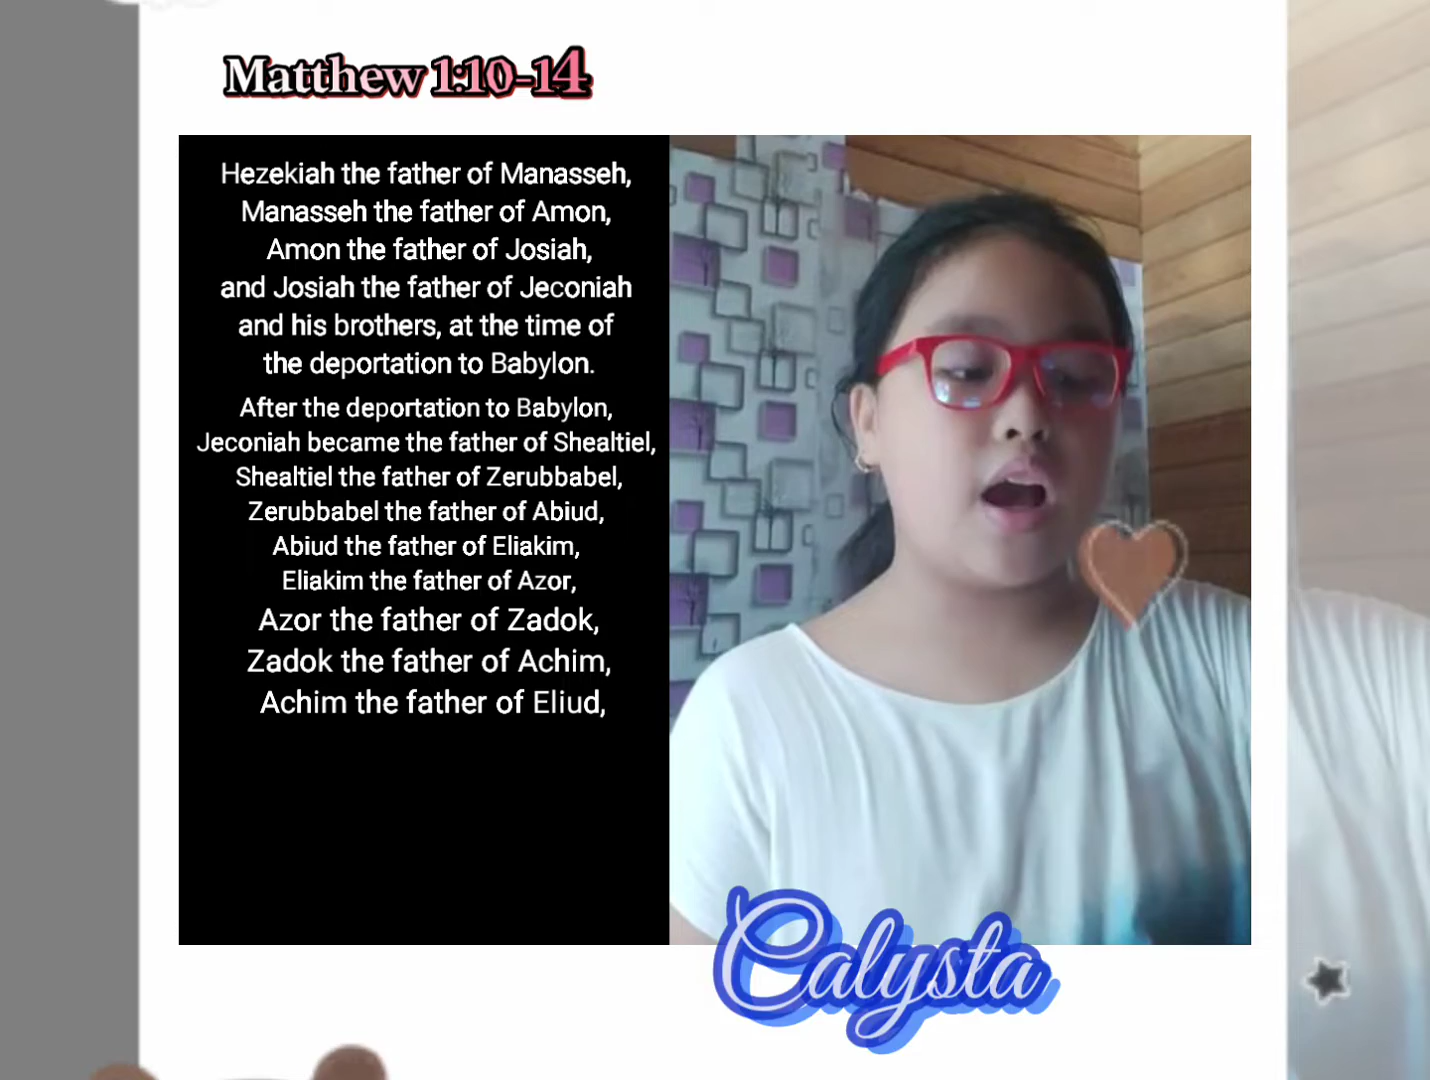 Matthew 1:10-14
Hezekiah the father of Manasseh,
Manasseh the father of Amon,
Amon the father of Josiah,
and Josiah the father of Jeconiah
and his brothers, at the time of
the deportation to Babylon.
After the deportation to Babylon,
Jeconiah became the father of Shealtiel,
Shealtiel the father of Zerubbabel,
Zerubbabel the father of Abiud,
Abiud the father of Eliakim,
Eliakim the father of Azor,
Azor the father of Zadok,
Zadok the father of Achim,
Achim the father of Eliud,
Calysta